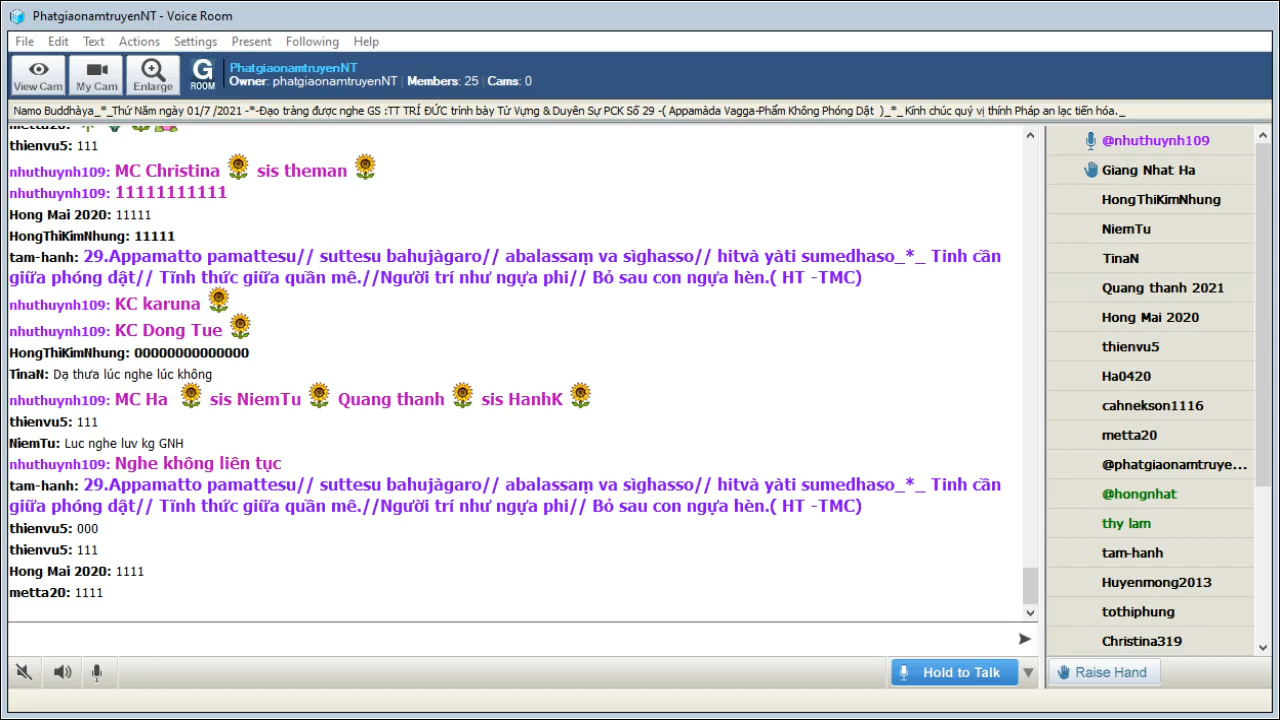 PhatgiaonamtruyenNT - Voice Room
File Edit Text Actions Settings Present Following Help
View Cam My Cam Enlarge G ROOM
PhatgiaonamtruyenNT
Owner: phatgiaonamtruyenNT | Members: 25 | Cams: 0
Namo Buddhàya_*_Thứ Năm ngày 01/7 /2021 -*-Đạo tràng được nghe GS :TT TRÍ ĐỨC trình bày Từ Vựng & Duyên Sự PCK Số 29 -( Appamàda Vagga-Phẩm Không Phóng Dật )_*_ Kính chúc quý vị thính Pháp an lạc tiến hóa._
metta20:
thienvu5: 111
nhuthuynh109: MC Christina sis theman
nhuthuynh109: 11111111111
Hong Mai 2020: 11111
HongThiKimNhung: 11111
tam-hanh: 29.Appamatto pamattesu// suttesu bahujàgaro// abalassaṃ va sìghasso// hitvà yàti sumedhaso_*_ Tinh cần
giữa phóng dật// Tĩnh thức giữa quần mê.//Người trí như ngựa phi// Bỏ sau con ngựa hèn.( HT -TMC)
nhuthuynh109: KC karuna
nhuthuynh109: KC Dong Tue
HongThiKimNhung: 00000000000000
TinaN: Dạ thưa lúc nghe lúc không
nhuthuynh109: MC Ha sis NiemTu Quang thanh sis HanhK
thienvu5: 111
NiemTu: Luc nghe luv kg GNH
nhuthuynh109: Nghe không liên tục
tam-hanh: 29.Appamatto pamattesu// suttesu bahujàgaro// abalassaṃ va sìghasso// hitvà yàti sumedhaso_*_ Tinh cần
giữa phóng dật// Tĩnh thức giữa quần mê.//Người trí như ngựa phi// Bỏ sau con ngựa hèn.( HT -TMC)
thienvu5: 000
thienvu5: 111
Hong Mai 2020: 1111
metta20: 1111
Hold to Talk
@nhuthuynh109
Giang Nhat Ha
HongThiKimNhung
NiemTu
TinaN
Quang thanh 2021
Hong Mai 2020
thienvu5
Ha0420
cahnekson1116
metta20
@phatgiaonamtruye...
@hongnhat
thy lam
tam-hanh
Huyenmong2013
tothiphung
Christina319
Raise Hand